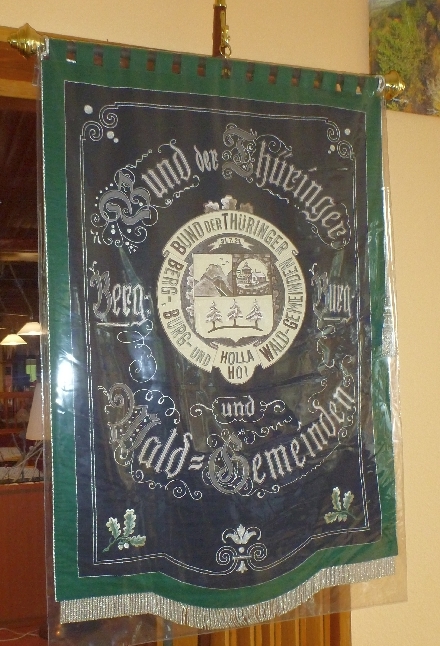 Bund der Thüringer
Berg- Burg
und
Wald-Gemeinden
BUND DER THÜRINGER
BERG-, BURG- UND WALD-GEMEINDEN
HOLLA
HO!